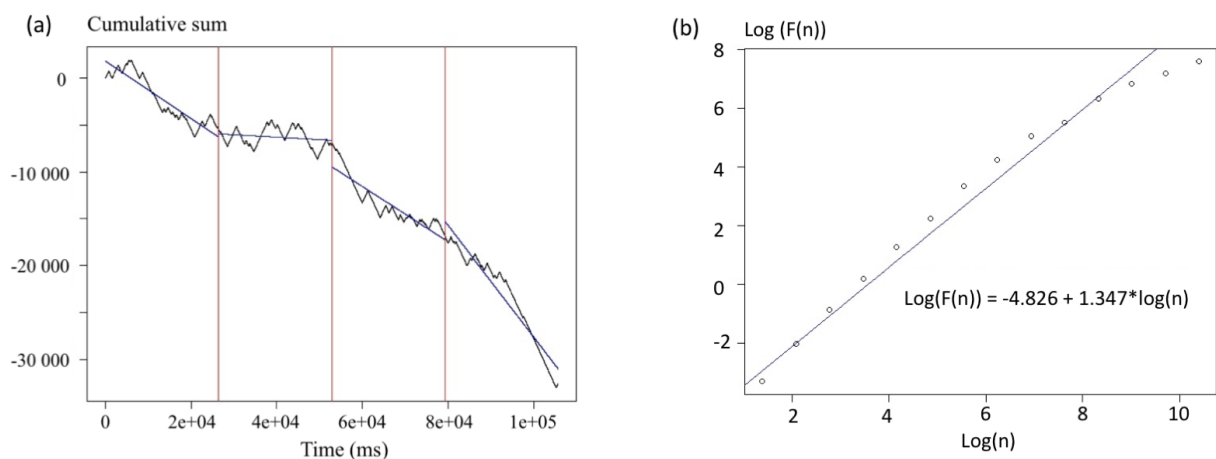 (a)
Cumulative sum
0
-10 000
-20 000
-30 000
0 2e+04 4e+04 6e+04 8e+04 1e+05
Time (ms)
(b)
Log (F(n))
8
6
4
2
0
-2
Log(F(n)) = -4.826 + 1.347*log(n)
2 4 6 8 10
Log(n)